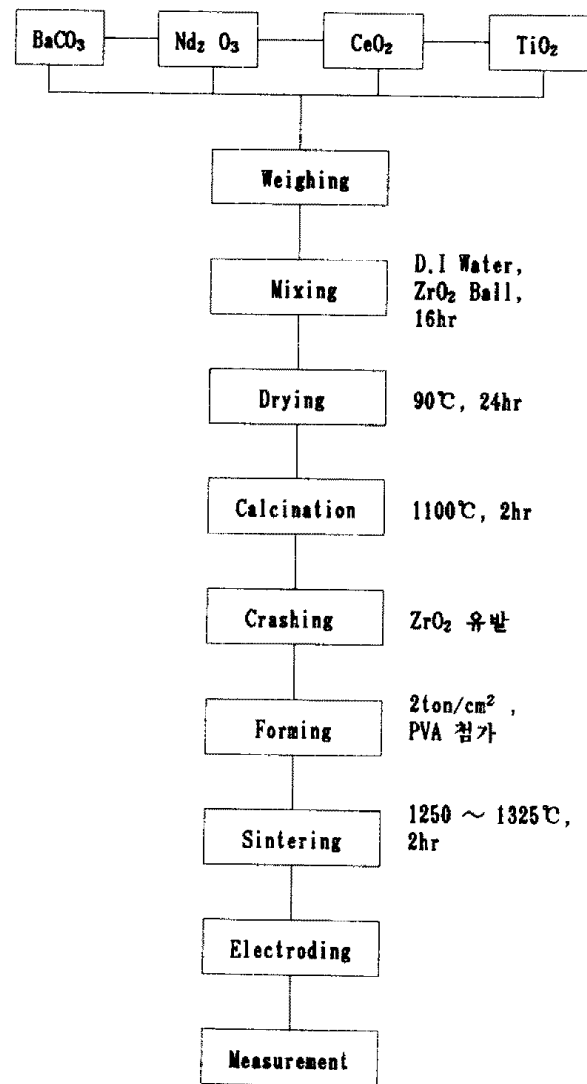 BaCO₃ Nd₂ O₃ CeO₂ TiO₂
Weighing
Mixing
D.I Water,
ZrO₂ Ball,
16hr
Drying
90℃, 24hr
Calcination
1100℃, 2hr
Crashing
ZrO₂ 유발
Forming
2ton/cm² ,
PVA 첨가
Sintering
1250 ～ 1325℃,
2hr
Electroding
Measurement